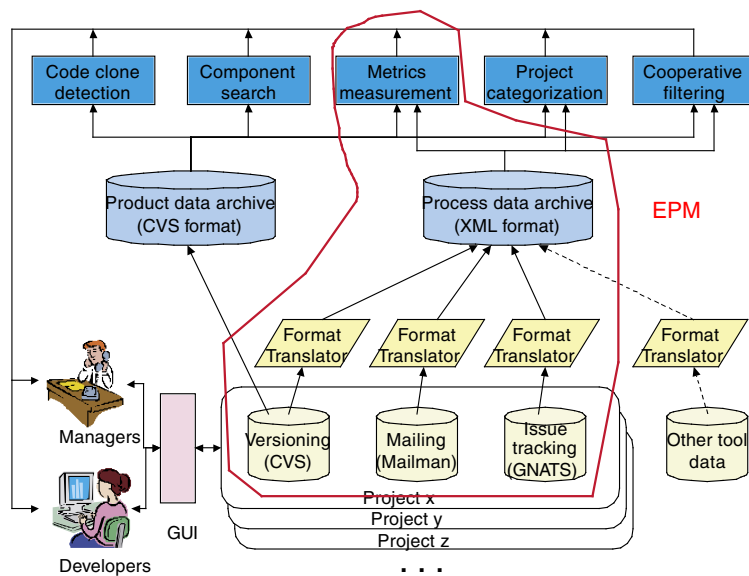 Code clone
detection
Component
search
Metrics
measurement
Project
categorization
Cooperative
filtering
Product data archive
(CVS format)
Process data archive
(XML format)
EPM
Format
Translator
Format
Translator
Format
Translator
Format
Translator
Managers
Versioning
(CVS)
Mailing
(Mailman)
Issue
tracking
(GNATS)
Other tool
data
Project x
Project y
Project z
GUI
Developers
. . .